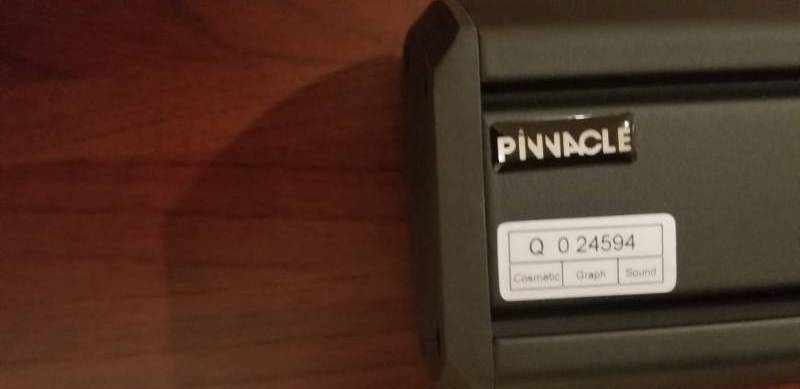 PINNACLE
Q 0 24594
Cosmetic Graph Sound